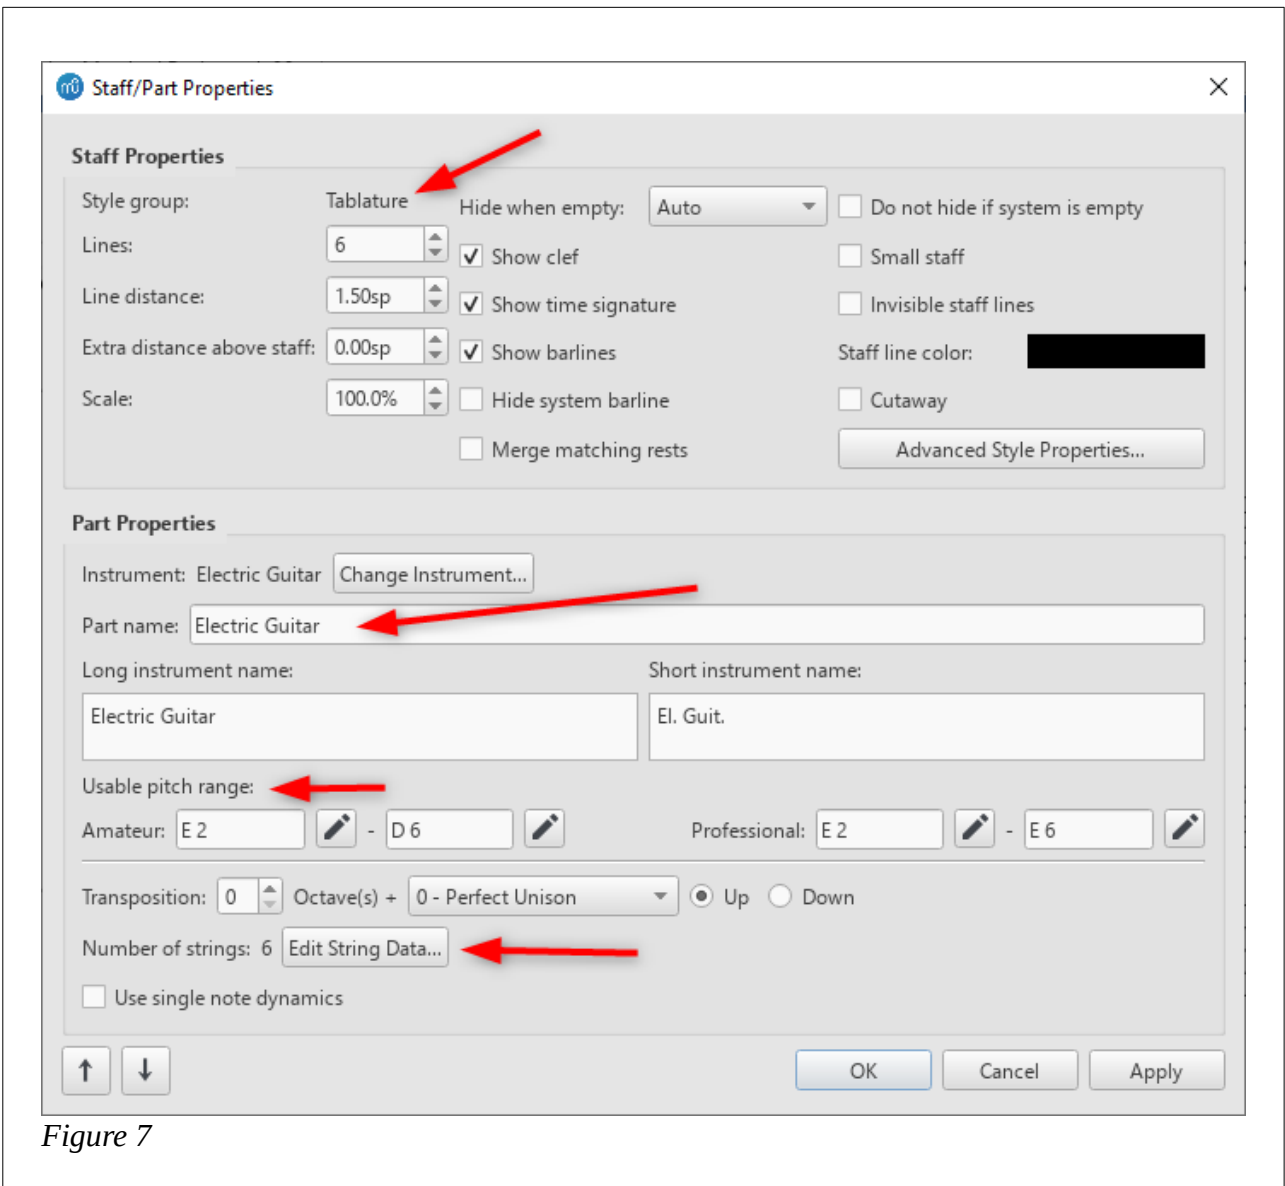 Staff/Part Properties
Staff Properties
Style group: Tablature
Lines: 6
Line distance: 1.50sp
Extra distance above staff: 0.00sp
Scale: 100.0%
Hide when empty: Auto
Show clef
Show time signature
Show barlines
Hide system barline
Merge matching rests
Do not hide if system is empty
Small staff
Invisible staff lines
Staff line color:
Cutaway
Advanced Style Properties...
Part Properties
Instrument: Electric Guitar Change Instrument...
Part name: Electric Guitar
Long instrument name: Short instrument name:
Electric Guitar El. Guit.
Usable pitch range:
Amateur: E 2 - D 6 Professional: E 2 - E 6
Transposition: 0 Octave(s) + 0 - Perfect Unison Up Down
Number of strings: 6 Edit String Data...
Use single note dynamics
OK Cancel Apply
Figure 7